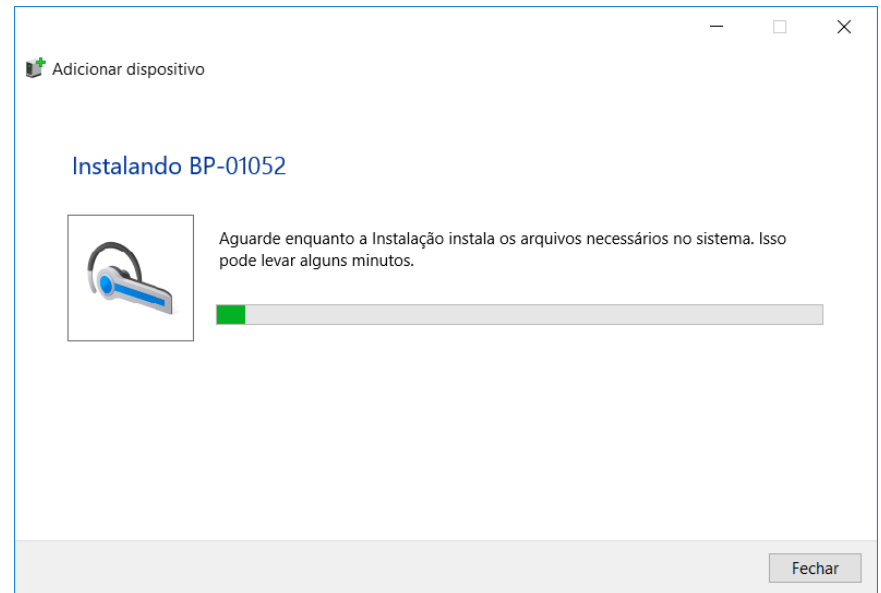 Adicionar dispositivo
Instalando BP-01052
Aguarde enquanto a Instalação instala os arquivos necessários no sistema. Isso
pode levar alguns minutos.
Fechar